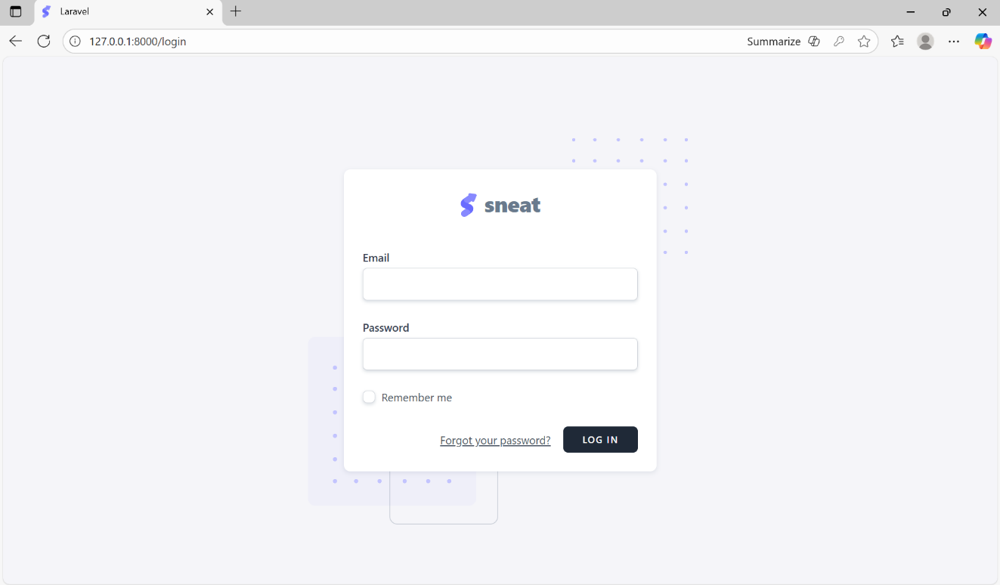 Laravel
127.0.0.1:8000/login
Summarize
sneat
Email
Password
Remember me
Forgot your password?
LOG IN